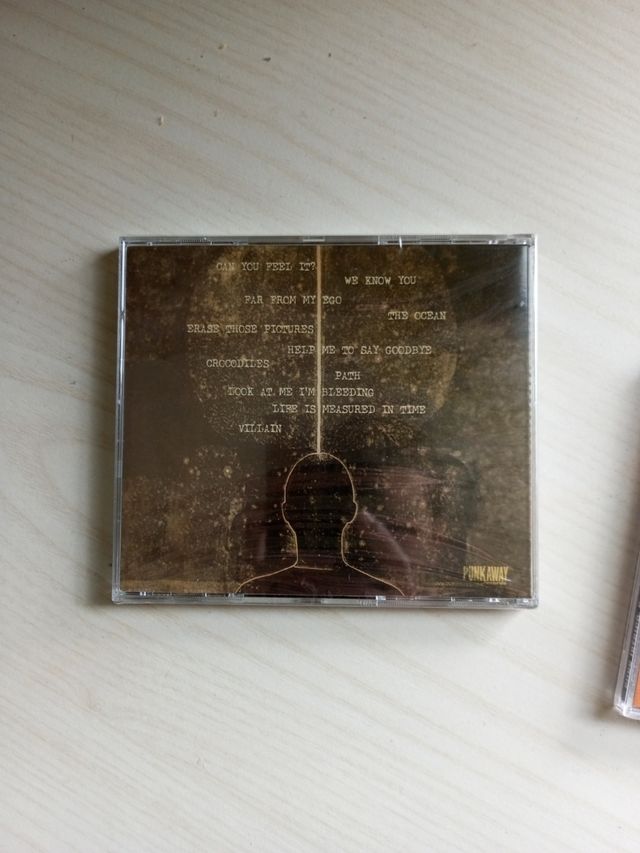 CAN YOU FEEL IT?
WE KNOW YOU
FAR FROM MY EGO
THE OCEAN
ERASE THOSE PICTURES
HELP ME TO SAY GOODBYE
CROCODILES
PATH
LOOK AT ME I'M BLEEDING
LIFE IS MEASURED IN TIME
VILLAIN
PUNKAWAY